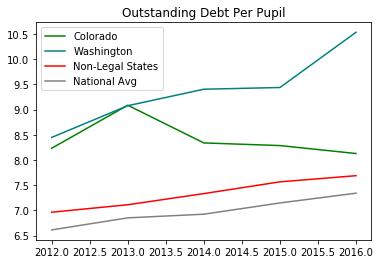 Outstanding Debt Per Pupil
Colorado
Washington
Non-Legal States
National Avg
10.5
10.0
9.5
9.0
8.5
8.0
7.5
7.0
6.5
2012.0 2012.5 2013.0 2013.5 2014.0 2014.5 2015.0 2015.5 2016.0